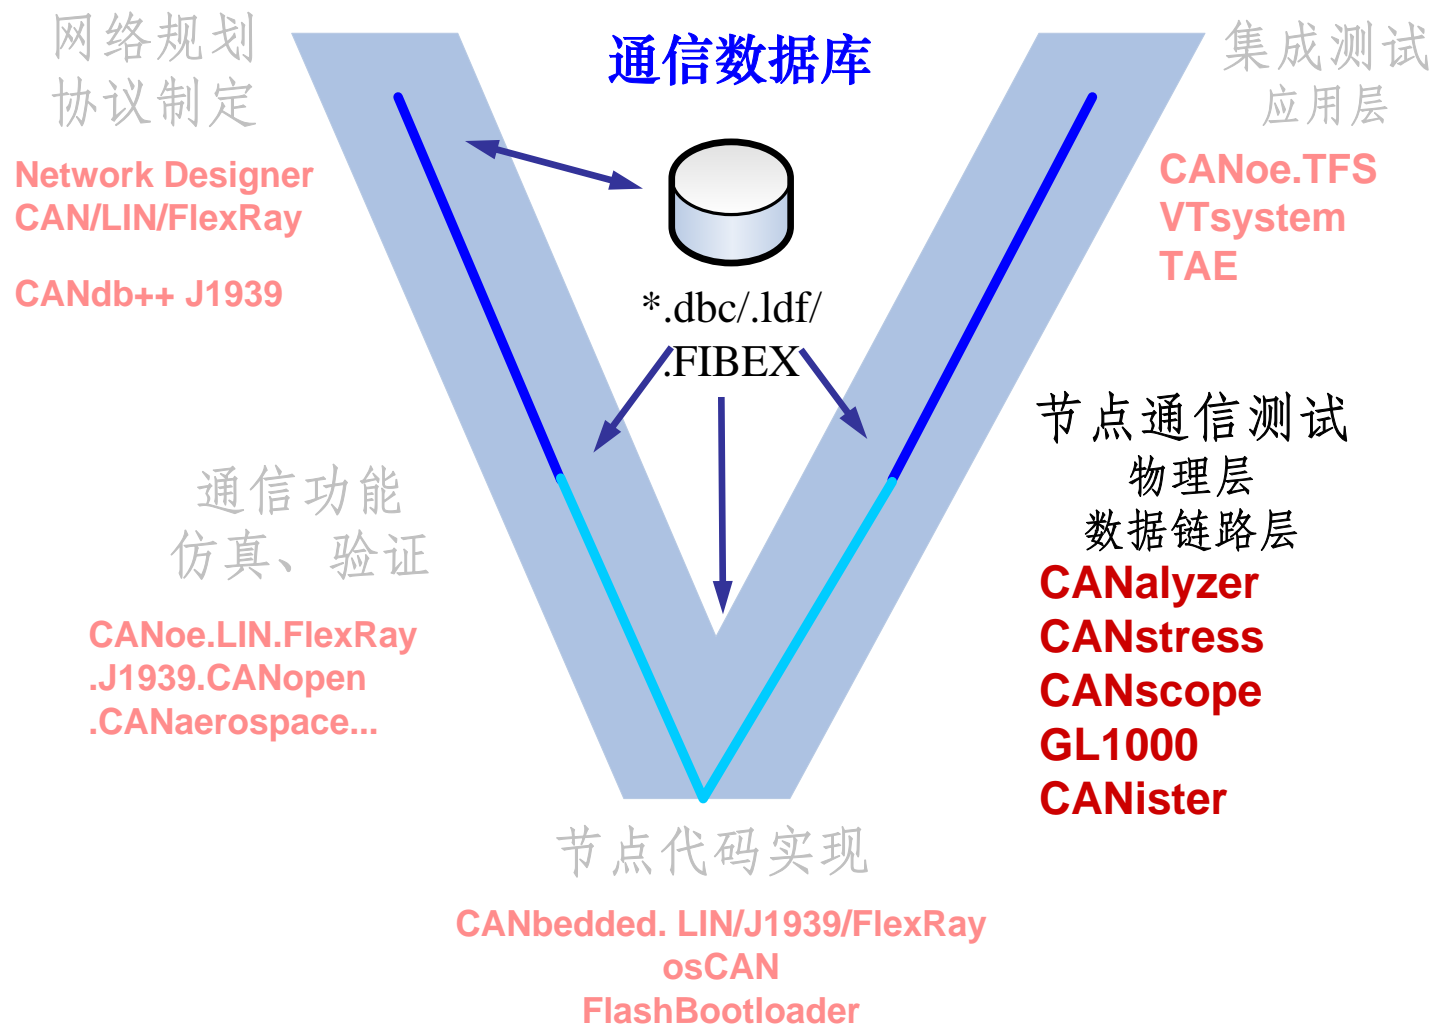 网络规划
协议制定
Network Designer
CAN/LIN/FlexRay
CANdb++ J1939
通信数据库
*.dbc/.ldf/
.FIBEX
集成测试
应用层
CANoe.TFS
VTsystem
TAE
通信功能
仿真、验证
CANoe.LIN.FlexRay
.J1939.CANopen
.CANaerospace...
节点通信测试
物理层
数据链路层
CANalyzer
CANstress
CANscope
GL1000
CANister
节点代码实现
CANbedded. LIN/J1939/FlexRay
osCAN
FlashBootloader